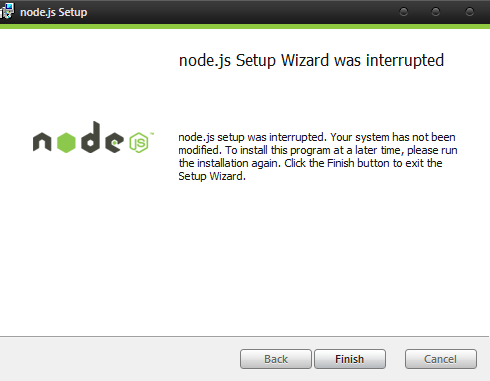 node.js Setup
node.js Setup Wizard was interrupted
node JS ™
node.js setup was interrupted. Your system has not been
modified. To install this program at a later time, please run
the installation again. Click the Finish button to exit the
Setup Wizard.
Back Finish Cancel